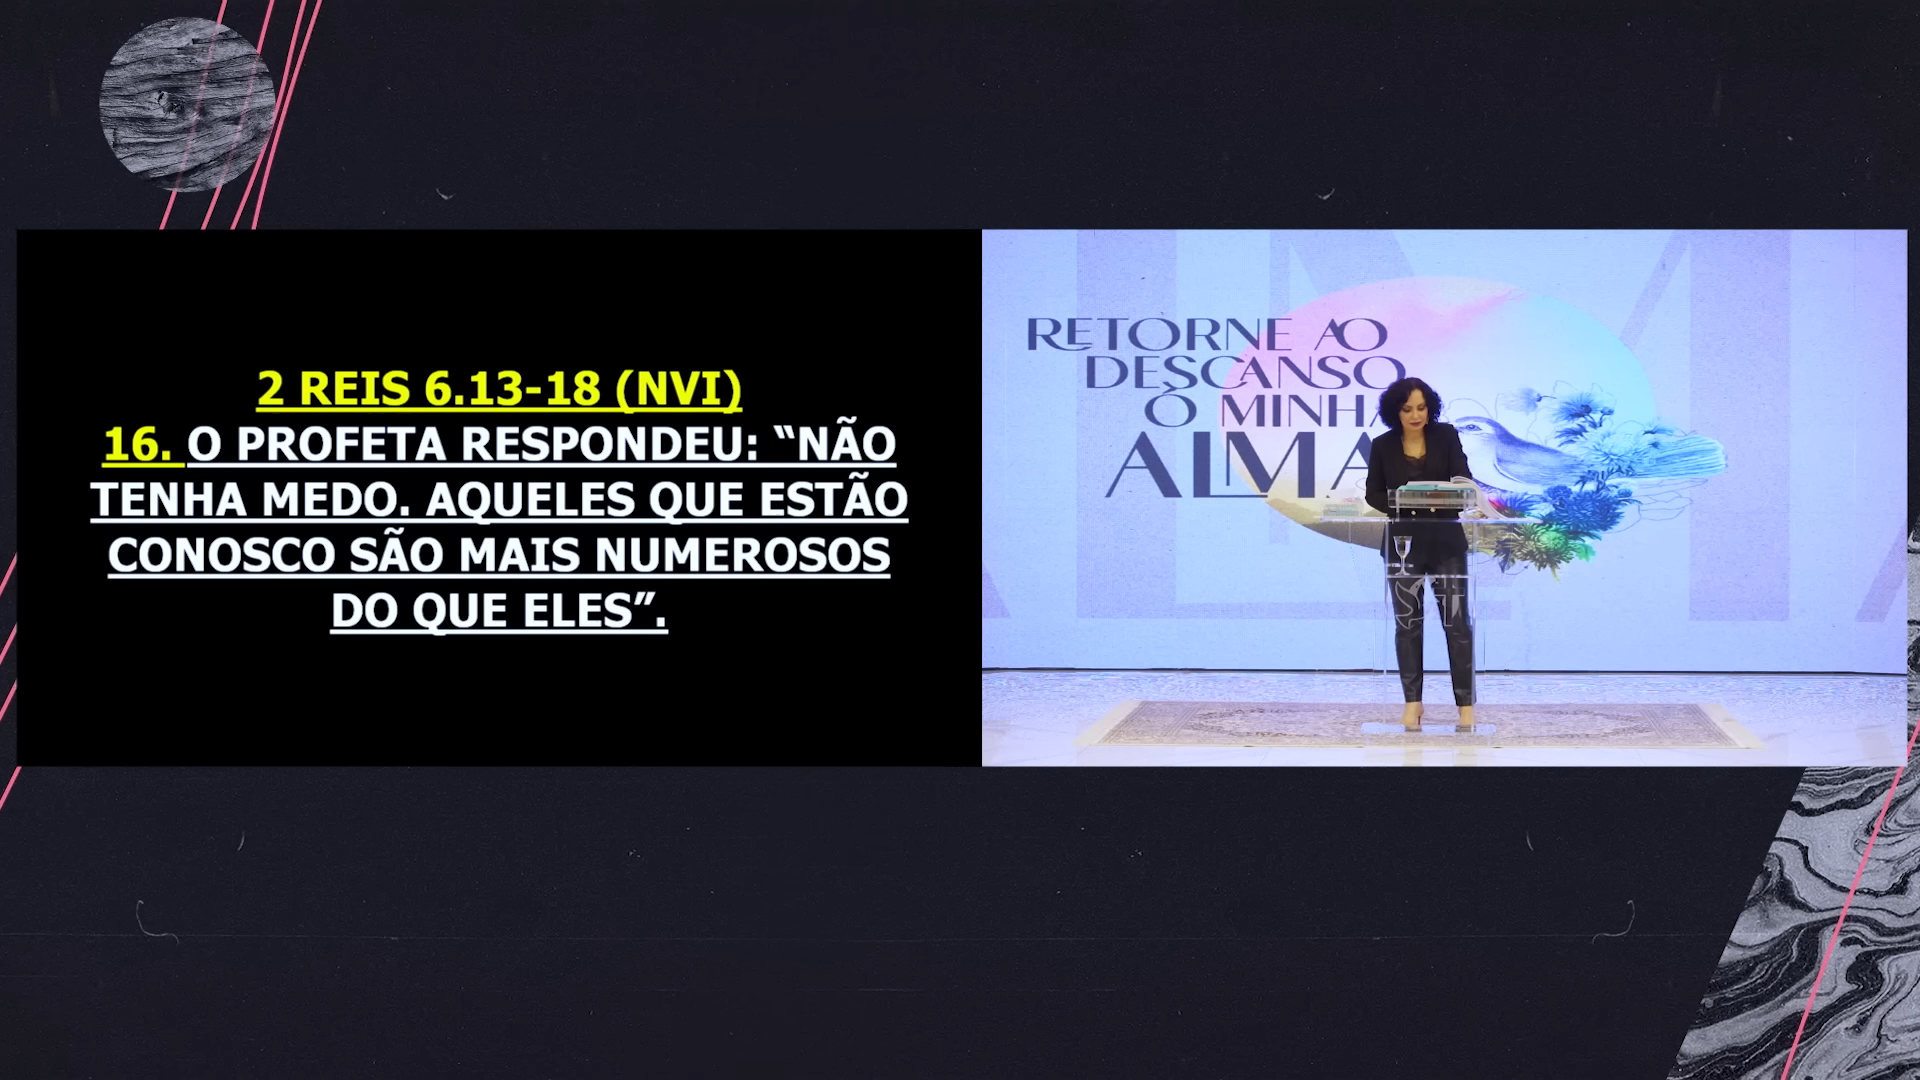 2 REIS 6.13-18 (NVI)
16. O PROFETA RESPONDEU: “NÃO
TENHA MEDO. AQUELES QUE ESTÃO
CONOSCO SÃO MAIS NUMEROSOS
DO QUE ELES”.
RETORNE AO
DESCANSO
Ó MINHA
ALMA